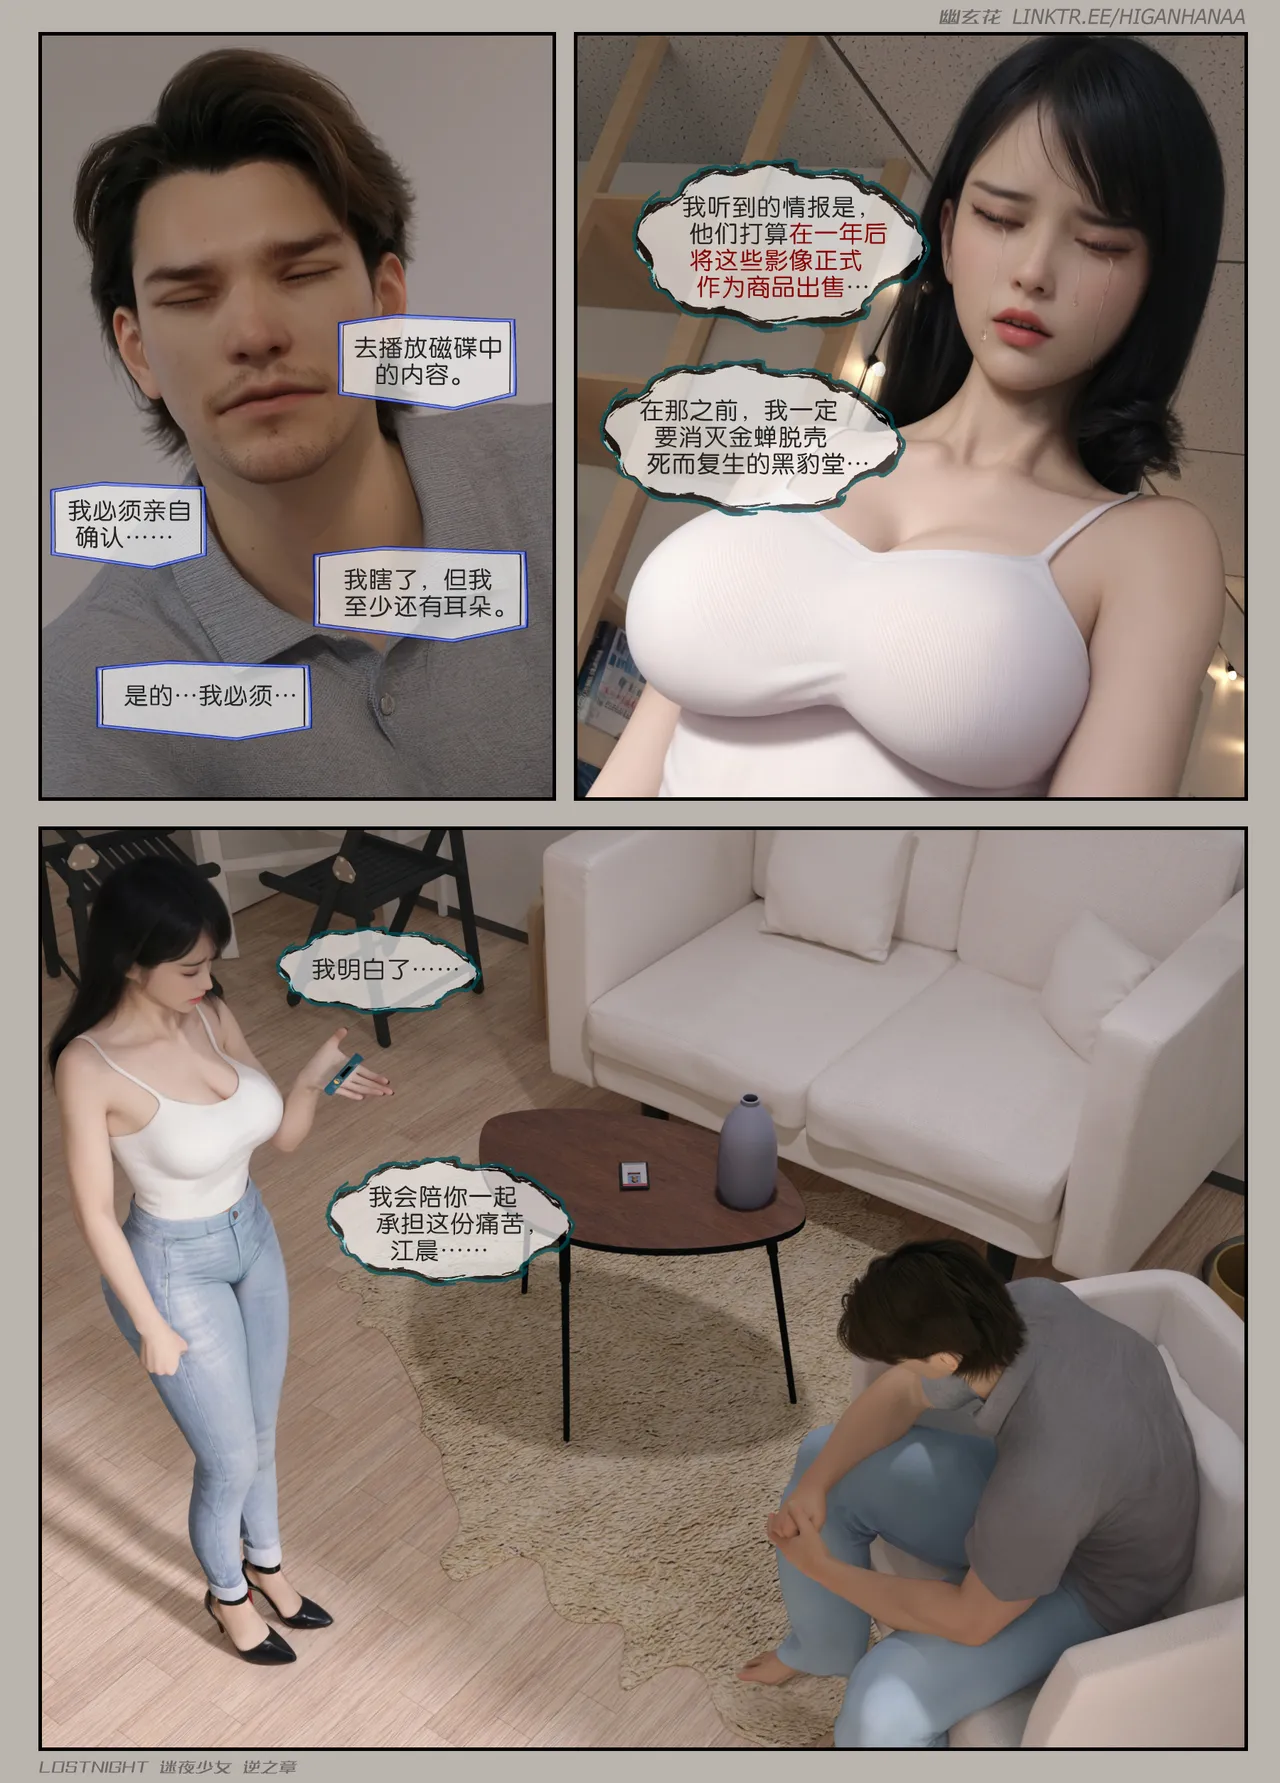 幽玄花 LINKTR.EE/HIGANHANAA
去播放磁碟中
的内容。
我必须亲自
确认……
我瞎了，但我
至少还有耳朵。
是的…我必须…
我听到的情报是，
他们打算在一年后
将这些影像正式
作为商品出售…
在那之前，我一定
要消灭金蝉脱壳
死而复生的黑豹堂…
我明白了……
我会陪你一起
承担这份痛苦，
江晨……
LOSTNIGHT 迷夜少女 逆之章